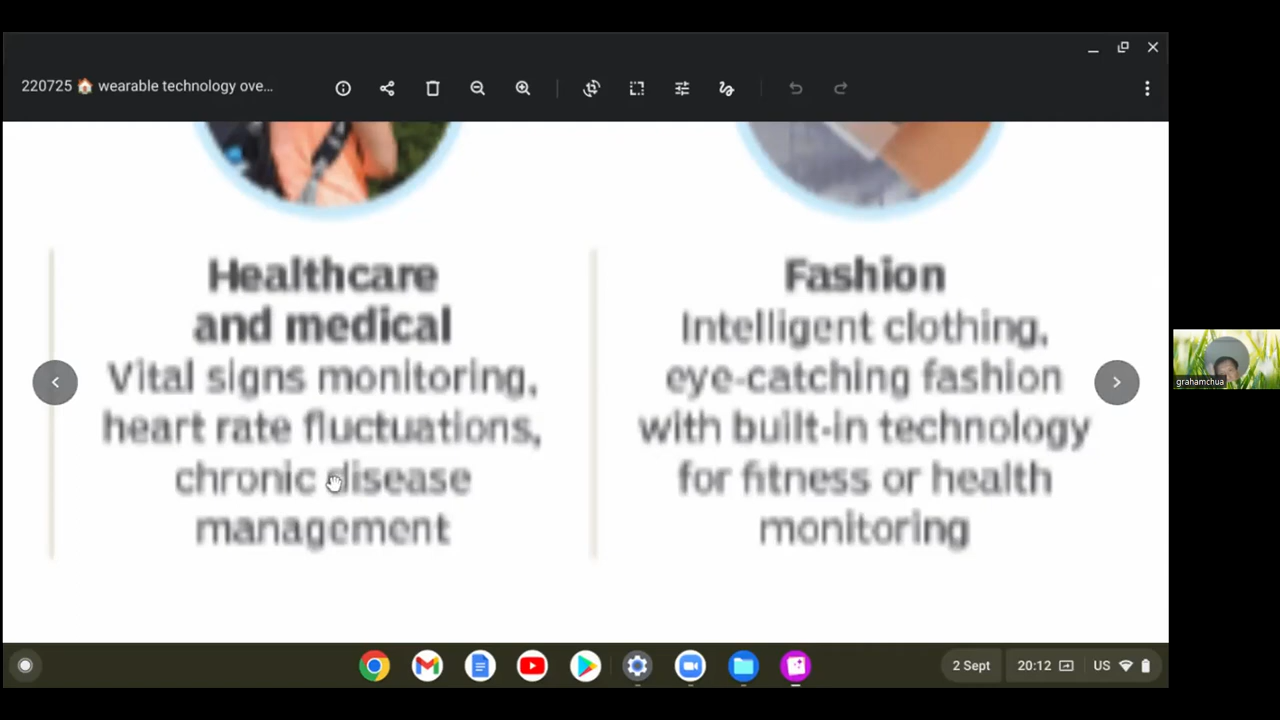 220725 🏠 wearable technology ove...
Healthcare
and medical
Vital signs monitoring,
heart rate fluctuations,
chronic disease
management
Fashion
Intelligent clothing,
eye-catching fashion
with built-in technology
for fitness or health
monitoring
grahamchua
2 Sept
20:12
US